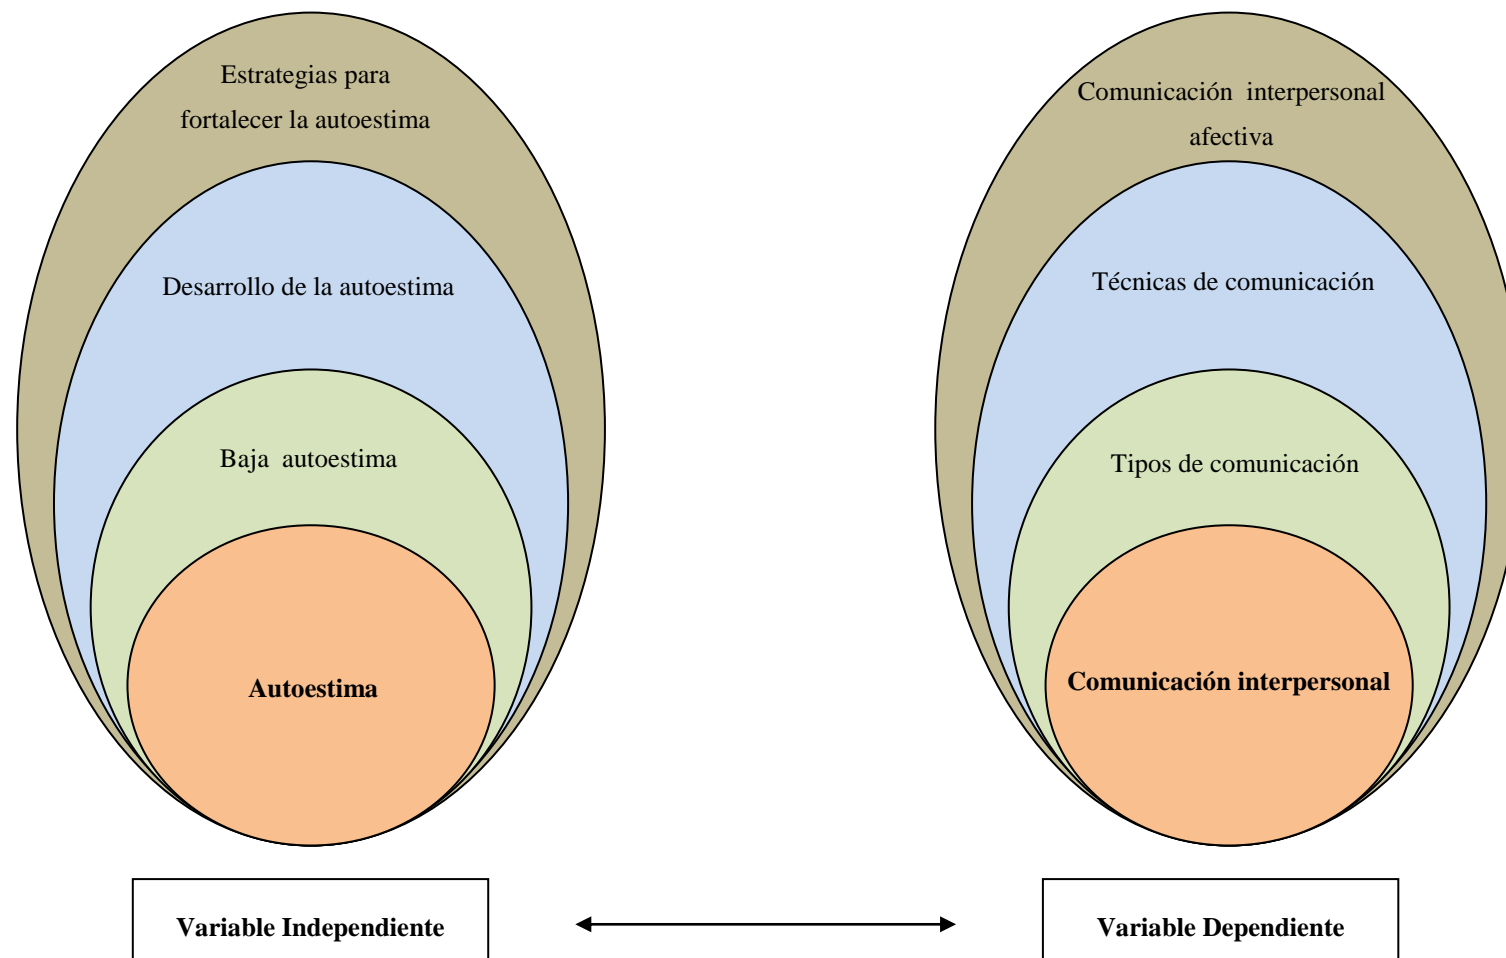 Estrategias para
fortalecer la autoestima
Desarrollo de la autoestima
Baja autoestima
Autoestima
Variable Independiente
Comunicación interpersonal
afectiva
Técnicas de comunicación
Tipos de comunicación
Comunicación interpersonal
Variable Dependiente